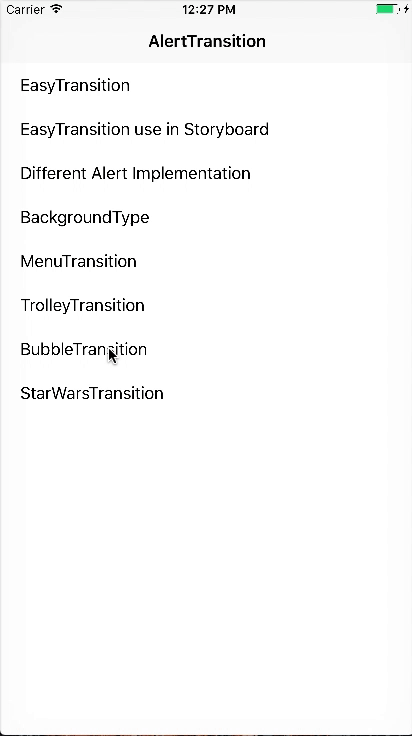 Carrier 12:27 PM
AlertTransition
EasyTransition
EasyTransition use in Storyboard
Different Alert Implementation
BackgroundType
MenuTransition
TrolleyTransition
BubbleTransition
StarWarsTransition